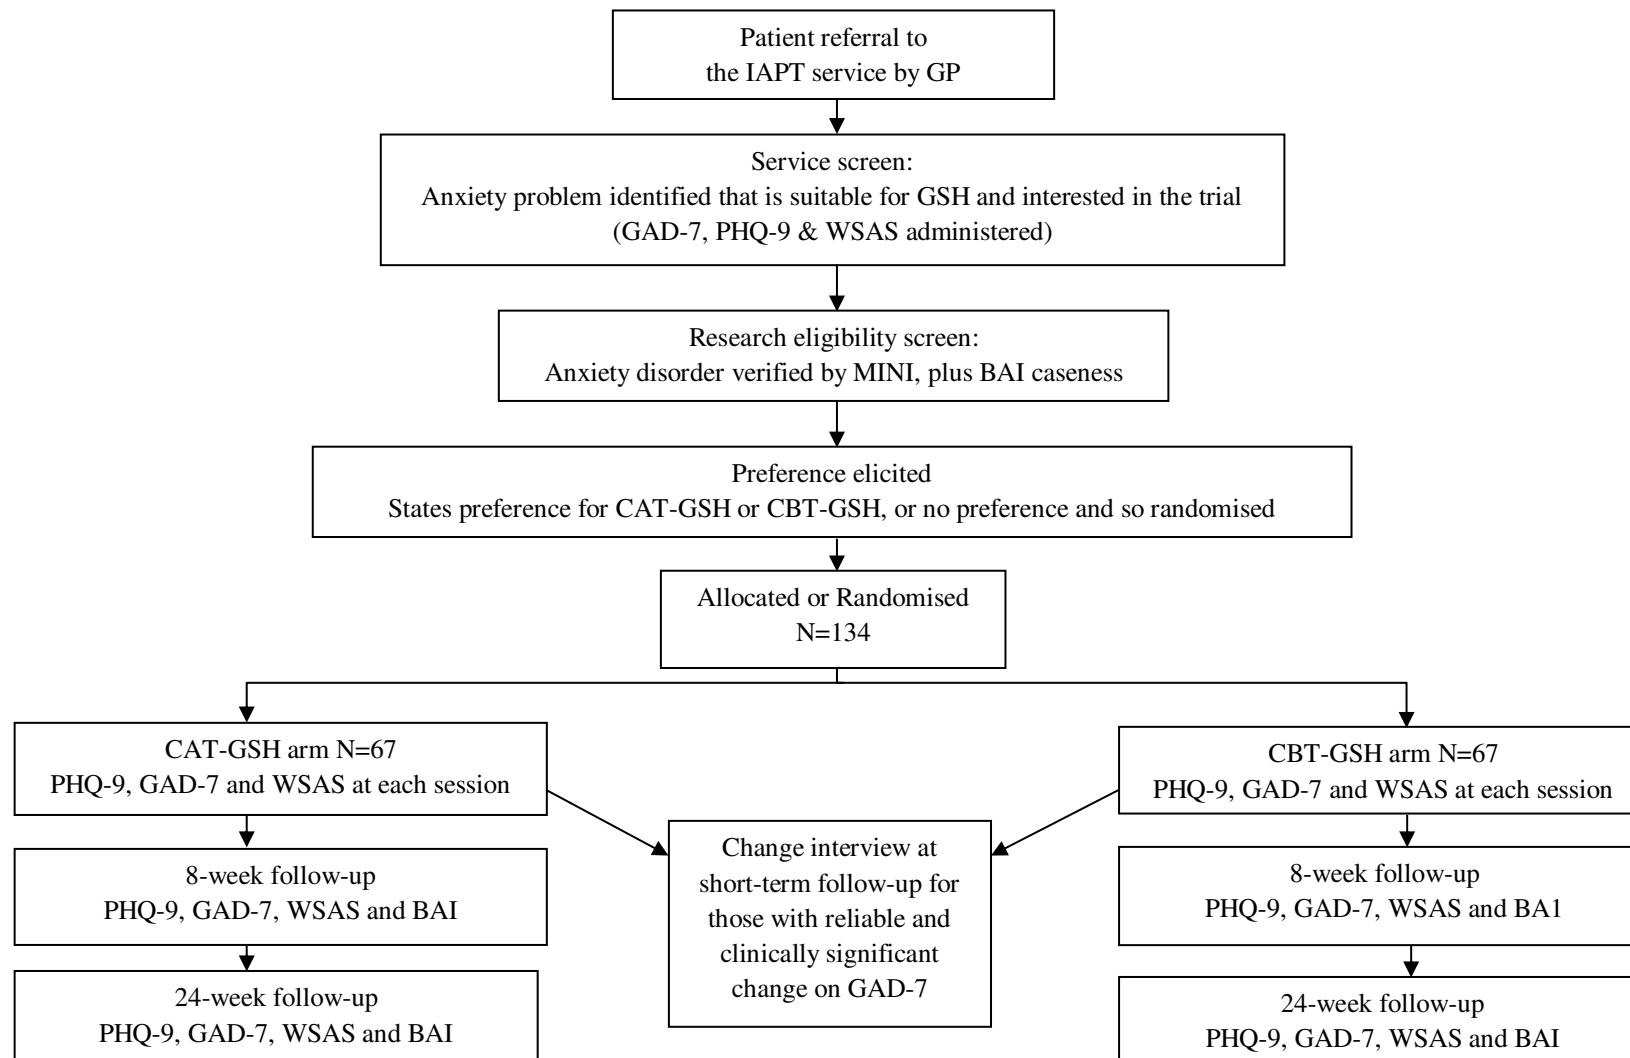 Patient referral to
the IAPT service by GP
Service screen:
Anxiety problem identified that is suitable for GSH and interested in the trial
(GAD-7, PHQ-9 & WSAS administered)
Research eligibility screen:
Anxiety disorder verified by MINI, plus BAI caseness
Preference elicited
States preference for CAT-GSH or CBT-GSH, or no preference and so randomised
Allocated or Randomised
N=134
CAT-GSH arm N=67
PHQ-9, GAD-7 and WSAS at each session
CBT-GSH arm N=67
PHQ-9, GAD-7 and WSAS at each session
Change interview at
short-term follow-up for
those with reliable and
clinically significant
change on GAD-7
8-week follow-up
PHQ-9, GAD-7, WSAS and BAI
8-week follow-up
PHQ-9, GAD-7, WSAS and BA1
24-week follow-up
PHQ-9, GAD-7, WSAS and BAI
24-week follow-up
PHQ-9, GAD-7, WSAS and BAI